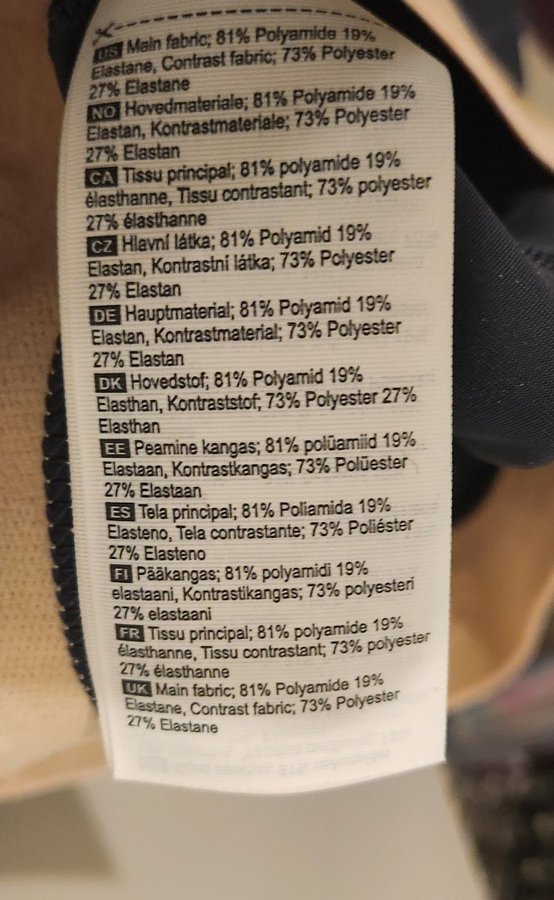 US Main fabric; 81% Polyamide 19%
Elastane, Contrast fabric; 73% Polyester
27% Elastane
NO Hovedmateriale; 81% Polyamide 19%
Elastan, Kontrastmateriale; 73% Polyester
27% Elastan
CA Tissu principal; 81% polyamide 19%
élasthanne, Tissu contrastant; 73% polyester
27% élasthanne
CZ Hlavní látka; 81% Polyamid 19%
Elastan, Kontrastní látka; 73% Polyester
27% Elastan
DE Hauptmaterial; 81% Polyamid 19%
Elastan, Kontrastmaterial; 73% Polyester
27% Elastan
DK Hovedstof; 81% Polyamid 19%
Elasthan, Kontraststof; 73% Polyester 27%
Elasthan
EE Peamine kangas; 81% polüamiid 19%
Elastaan, Kontrastkangas; 73% Polüester
27% Elastaan
ES Tela principal; 81% Poliamida 19%
Elasteno, Tela contrastante; 73% Poliéster
27% Elasteno
FI Pääkangas; 81% polyamidi 19%
elastaani, Kontrastikangas; 73% polyesteri
27% elastaani
FR Tissu principal; 81% polyamide 19%
élasthanne, Tissu contrastant; 73% polyester
27% élasthanne
UK Main fabric; 81% Polyamide 19%
Elastane, Contrast fabric; 73% Polyester
27% Elastane